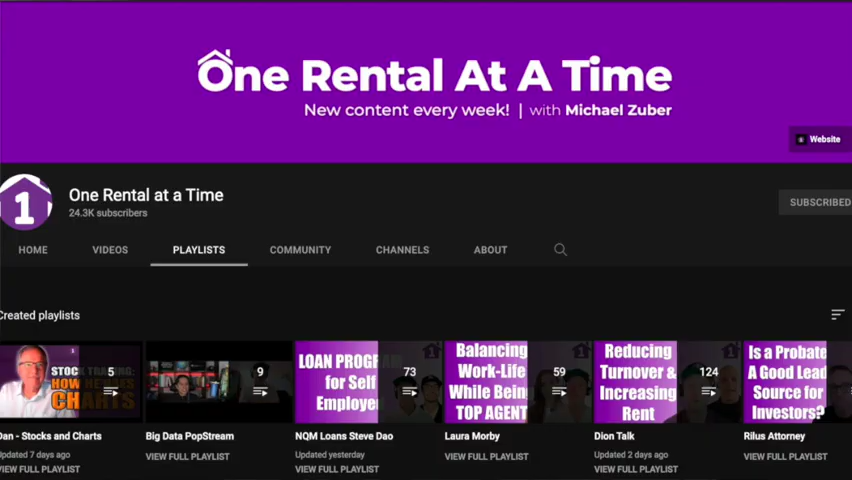 One Rental At A Time
New content every week! | with Michael Zuber
Website
1
One Rental at a Time
24.3K subscribers
SUBSCRIBED
HOME
VIDEOS
PLAYLISTS
COMMUNITY
CHANNELS
ABOUT
Created playlists
STOCK TRADING:
HOW HE
CHARTS
5
9
LOAN PROGRAM
for Self
Employe
73
Balancing
Work-Life
While Being
TOP AGENT
59
Reducing
Turnover &
Increasing
Rent
124
Is a Probate
A Good Lead
Source for
Investors?
Dan - Stocks and Charts
Updated 7 days ago
VIEW FULL PLAYLIST
Big Data PopStream
VIEW FULL PLAYLIST
NQM Loans Steve Dao
Updated yesterday
VIEW FULL PLAYLIST
Laura Morby
VIEW FULL PLAYLIST
Dion Talk
Updated 2 days ago
VIEW FULL PLAYLIST
Rilus Attorney
VIEW FULL PLAYLIST